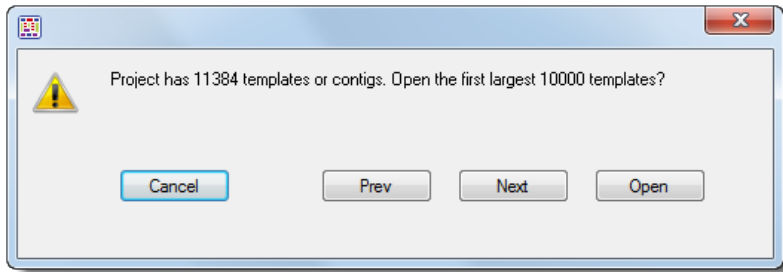 Project has 11384 templates or contigs. Open the first largest 10000 templates?
Cancel Prev Next Open